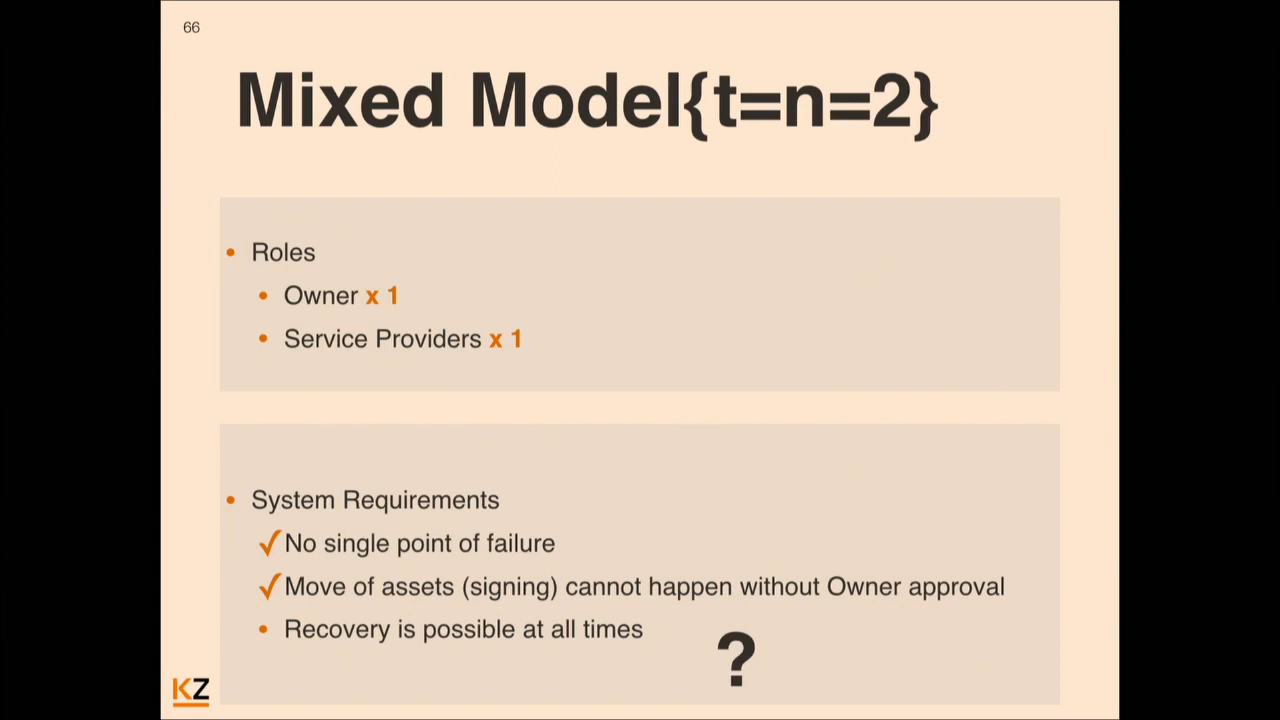 66
Mixed Model{t=n=2}
• Roles
• Owner x 1
• Service Providers x 1
• System Requirements
✓No single point of failure
✓Move of assets (signing) cannot happen without Owner approval
• Recovery is possible at all times
?
KZ